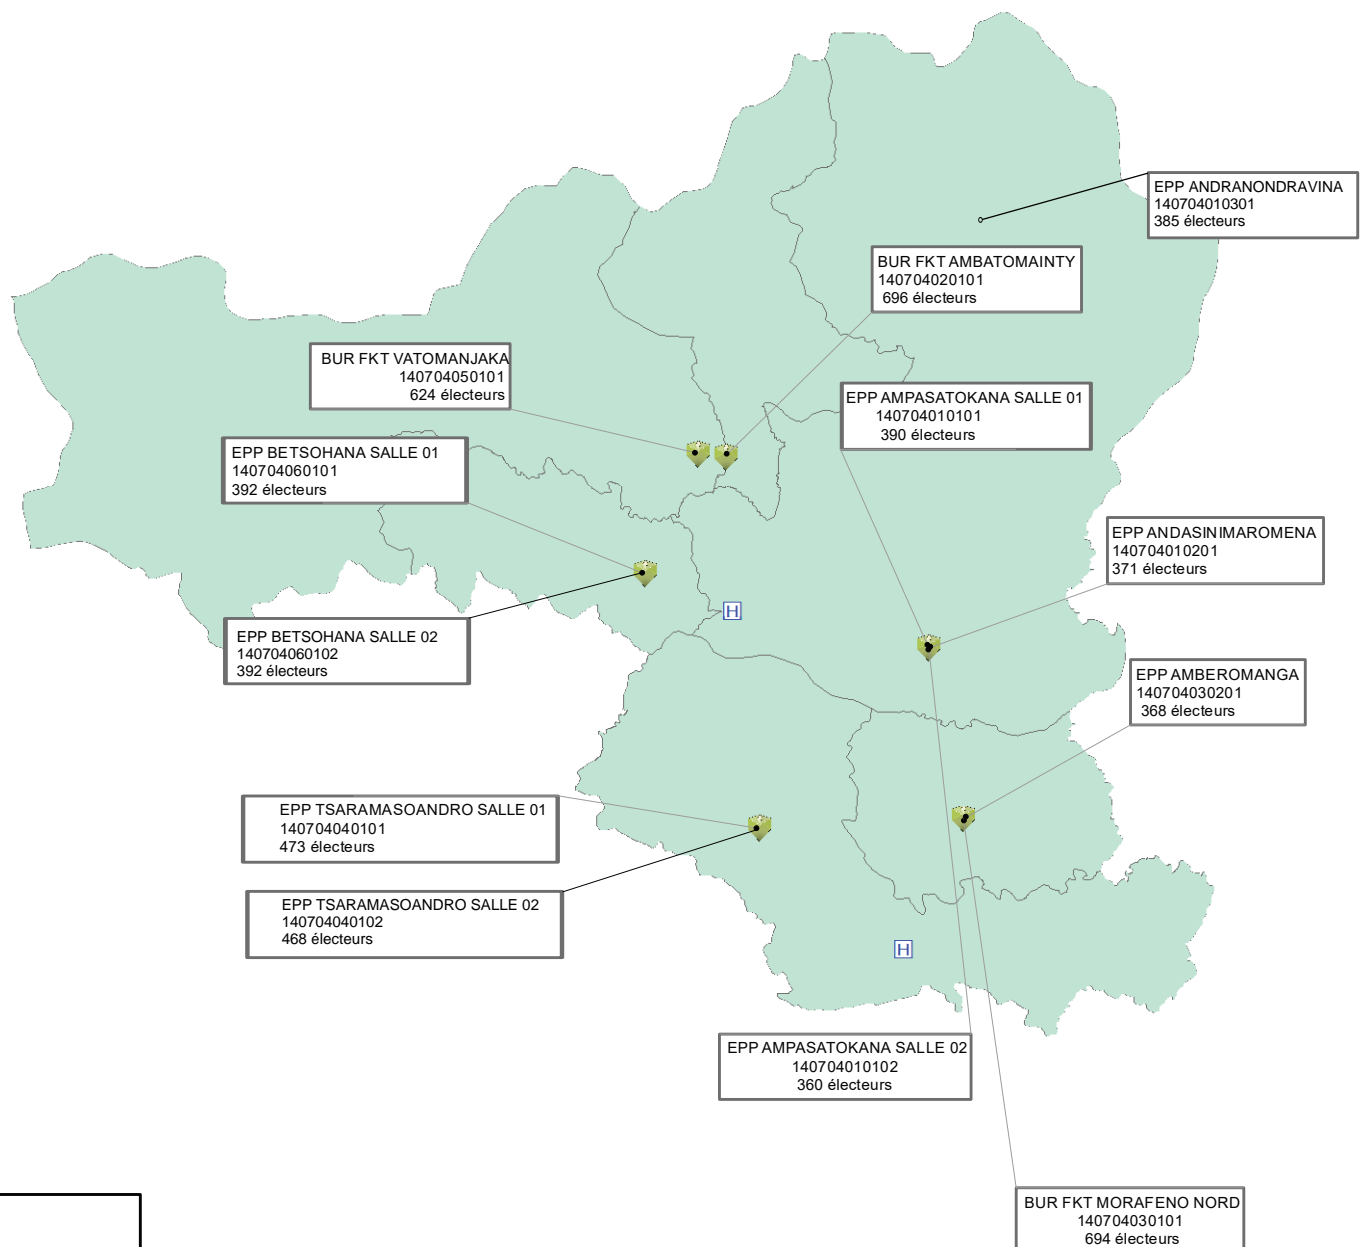 EPP ANDRANONDRAVINA
140704010301
385 électeurs
BUR FKT AMBATOMAINTY
140704020101
696 électeurs
BUR FKT VATOMANJAKA
140704050101
624 électeurs
EPP AMPASATOKANA SALLE 01
140704010101
390 électeurs
EPP BETSOHANA SALLE 01
140704060101
392 électeurs
EPP ANDASINIMAROMENA
140704010201
371 électeurs
H
EPP BETSOHANA SALLE 02
140704060102
392 électeurs
EPP AMBEROMANGA
140704030201
368 électeurs
EPP TSARAMASOANDRO SALLE 01
140704040101
473 électeurs
EPP TSARAMASOANDRO SALLE 02
140704040102
468 électeurs
H
EPP AMPASATOKANA SALLE 02
140704010102
360 électeurs
BUR FKT MORAFENO NORD
140704030101
694 électeurs